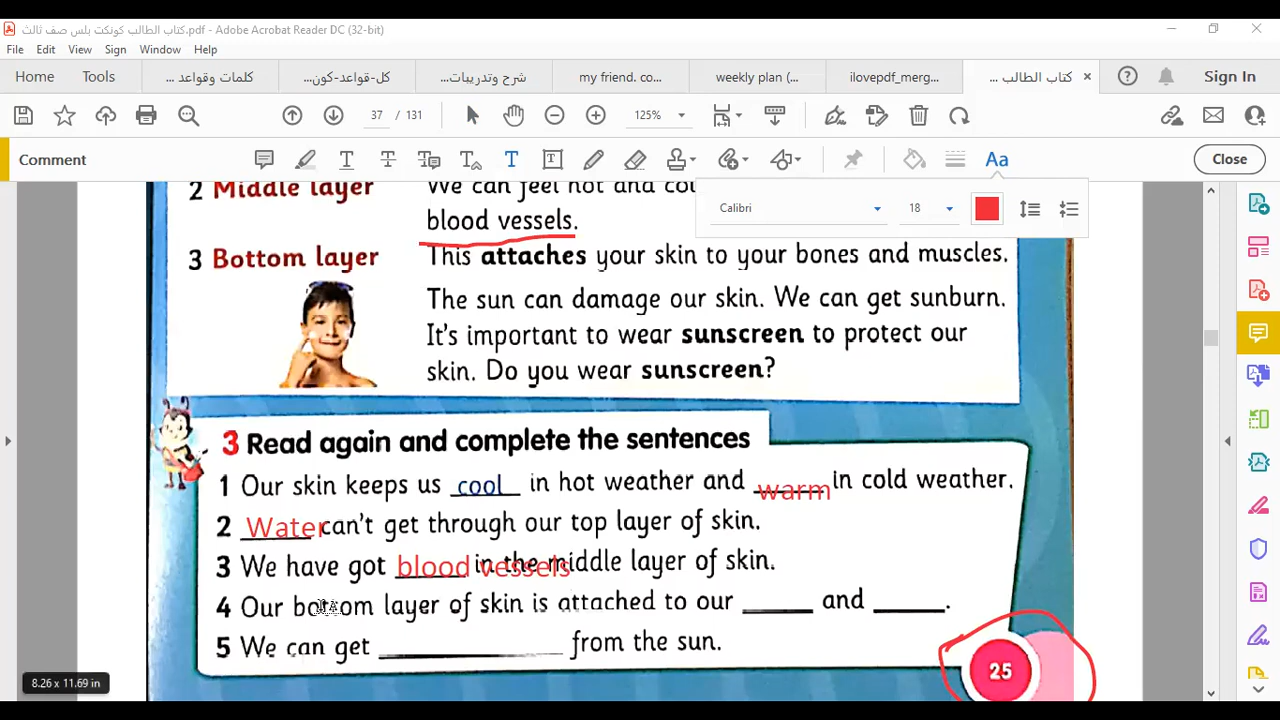 كتاب الطالب كونكت بلس صف ثالث.pdf - Adobe Acrobat Reader DC (32-bit)
File Edit View Sign Window Help
Home Tools كلمات وقواعد ... كل-قواعد-كون... شرح وتدريبات... my friend. co... weekly plan (... ilovepdf_merg... كتاب الطالب ... Sign In
37 / 131 125%
Comment Close
Calibri 18
2 Middle layer
We can feel hot and
blood vessels.
3 Bottom layer
This attaches your skin to your bones and muscles.
The sun can damage our skin. We can get sunburn.
It's important to wear sunscreen to protect our
skin. Do you wear sunscreen?
3 Read again and complete the sentences
1 Our skin keeps us cool in hot weather and warm in cold weather.
2 Water can't get through our top layer of skin.
3 We have got blood vessels in the middle layer of skin.
4 Our bottom layer of skin is attached to our ______ and ______.
5 We can get ______________ from the sun.
25
8.26 x 11.69 in